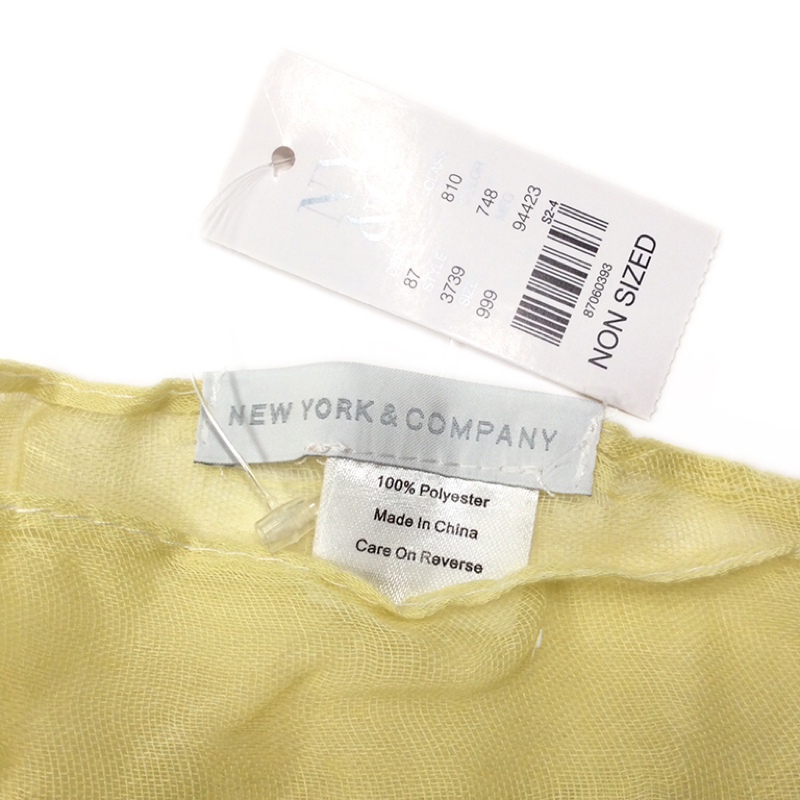 NY
810
748
94423
87
3739
999
S2-4
87060393
NON SIZED
NEW YORK & COMPANY
100% Polyester
Made In China
Care On Reverse